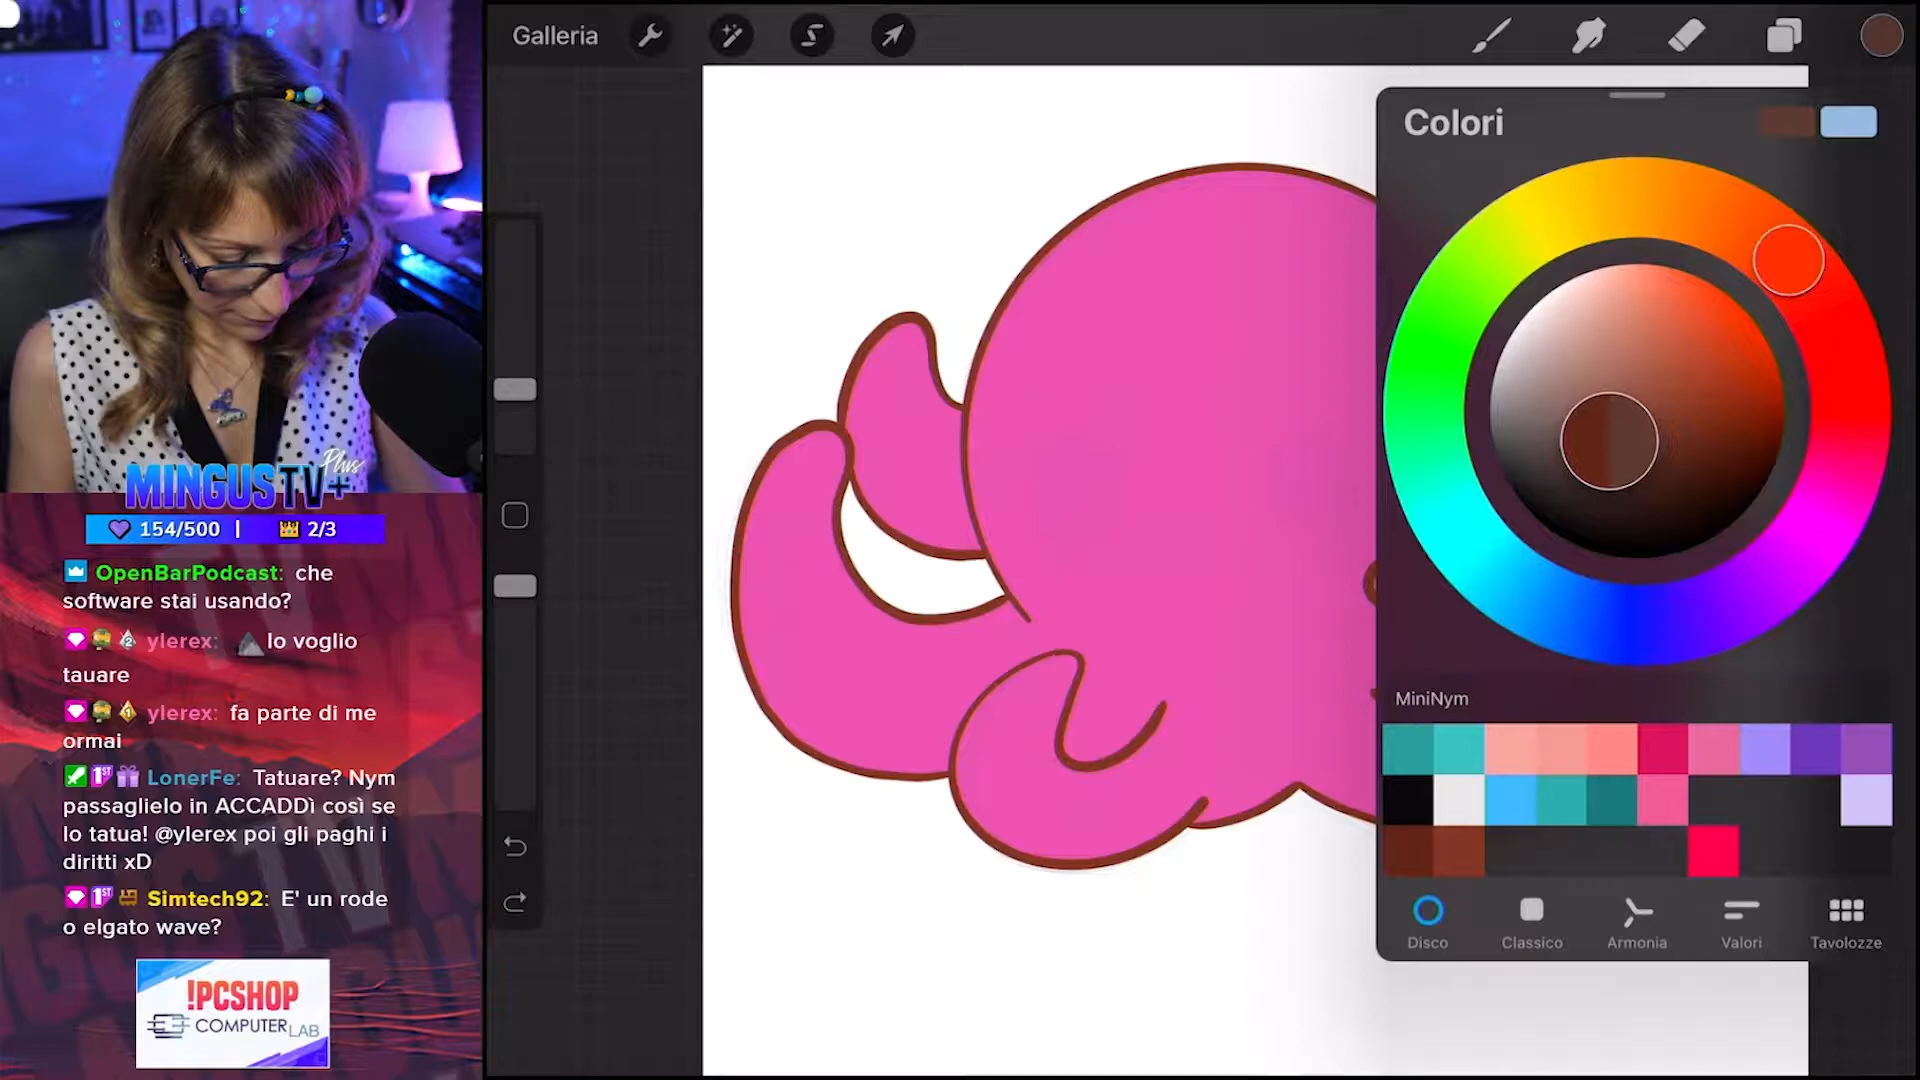 Galleria
Colori
MiniNym
Disco
Classico
Armonia
Valori
Tavolozze
MINGUSTV+
Plus
154/500 | 2/3
OpenBarPodcast: che
software stai usando?
ylerex: lo voglio
tauare
ylerex: fa parte di me
ormai
1ST LonerFe: Tatuare? Nym
passaglielo in ACCADDì così se
lo tatua! @ylerex poi gli paghi i
diritti xD
1ST Simtech92: E' un rode
o elgato wave?
!PCSHOP
COMPUTER LAB